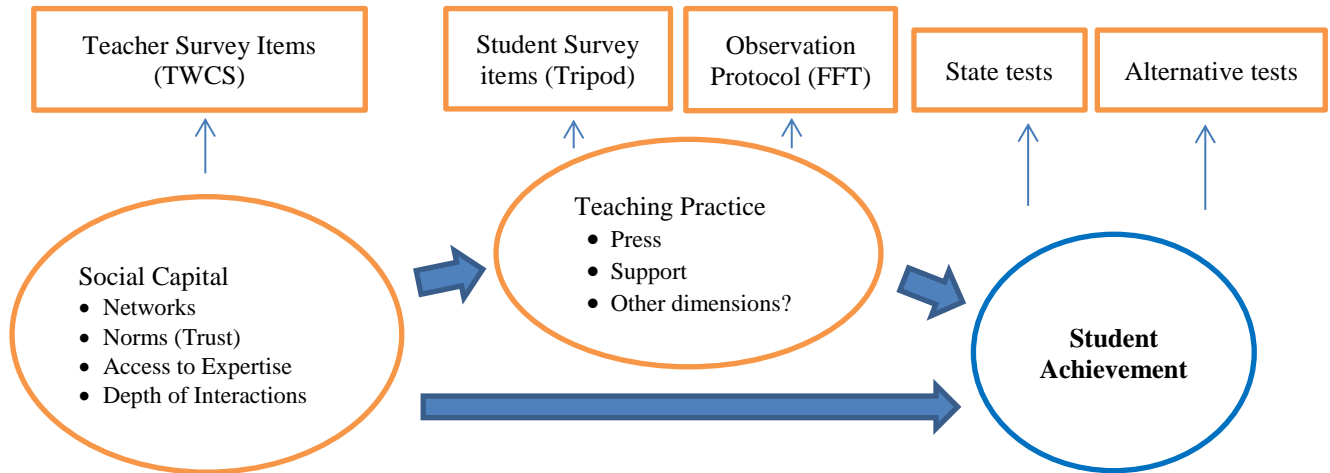 Teacher Survey Items
(TWCS)
Student Survey
items (Tripod)
Observation
Protocol (FFT)
State tests
Alternative tests
Teaching Practice
• Press
• Support
• Other dimensions?
Social Capital
• Networks
• Norms (Trust)
• Access to Expertise
• Depth of Interactions
Student
Achievement